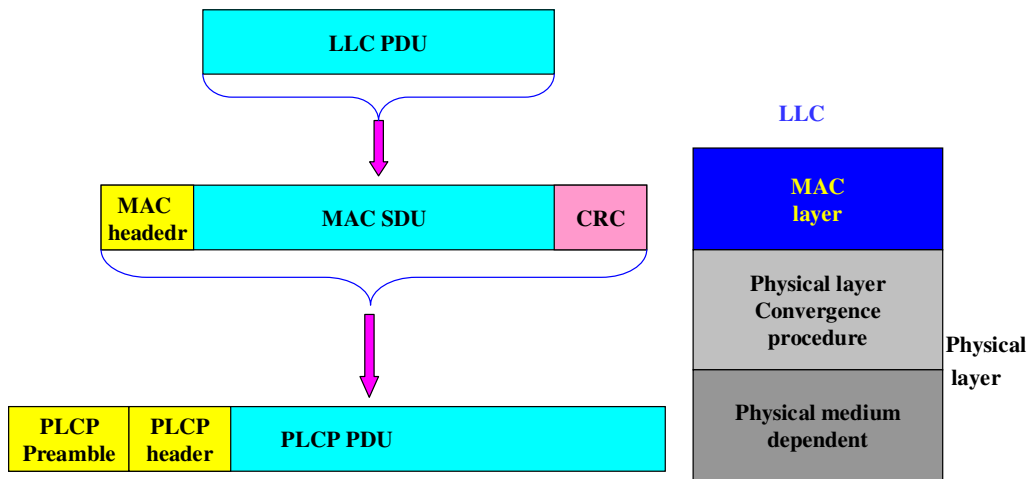 LLC PDU
LLC
MAC
headedr
MAC SDU
CRC
MAC
layer
Physical layer
Convergence
procedure
Physical
layer
PLCP
Preamble
PLCP
header
PLCP PDU
Physical medium
dependent